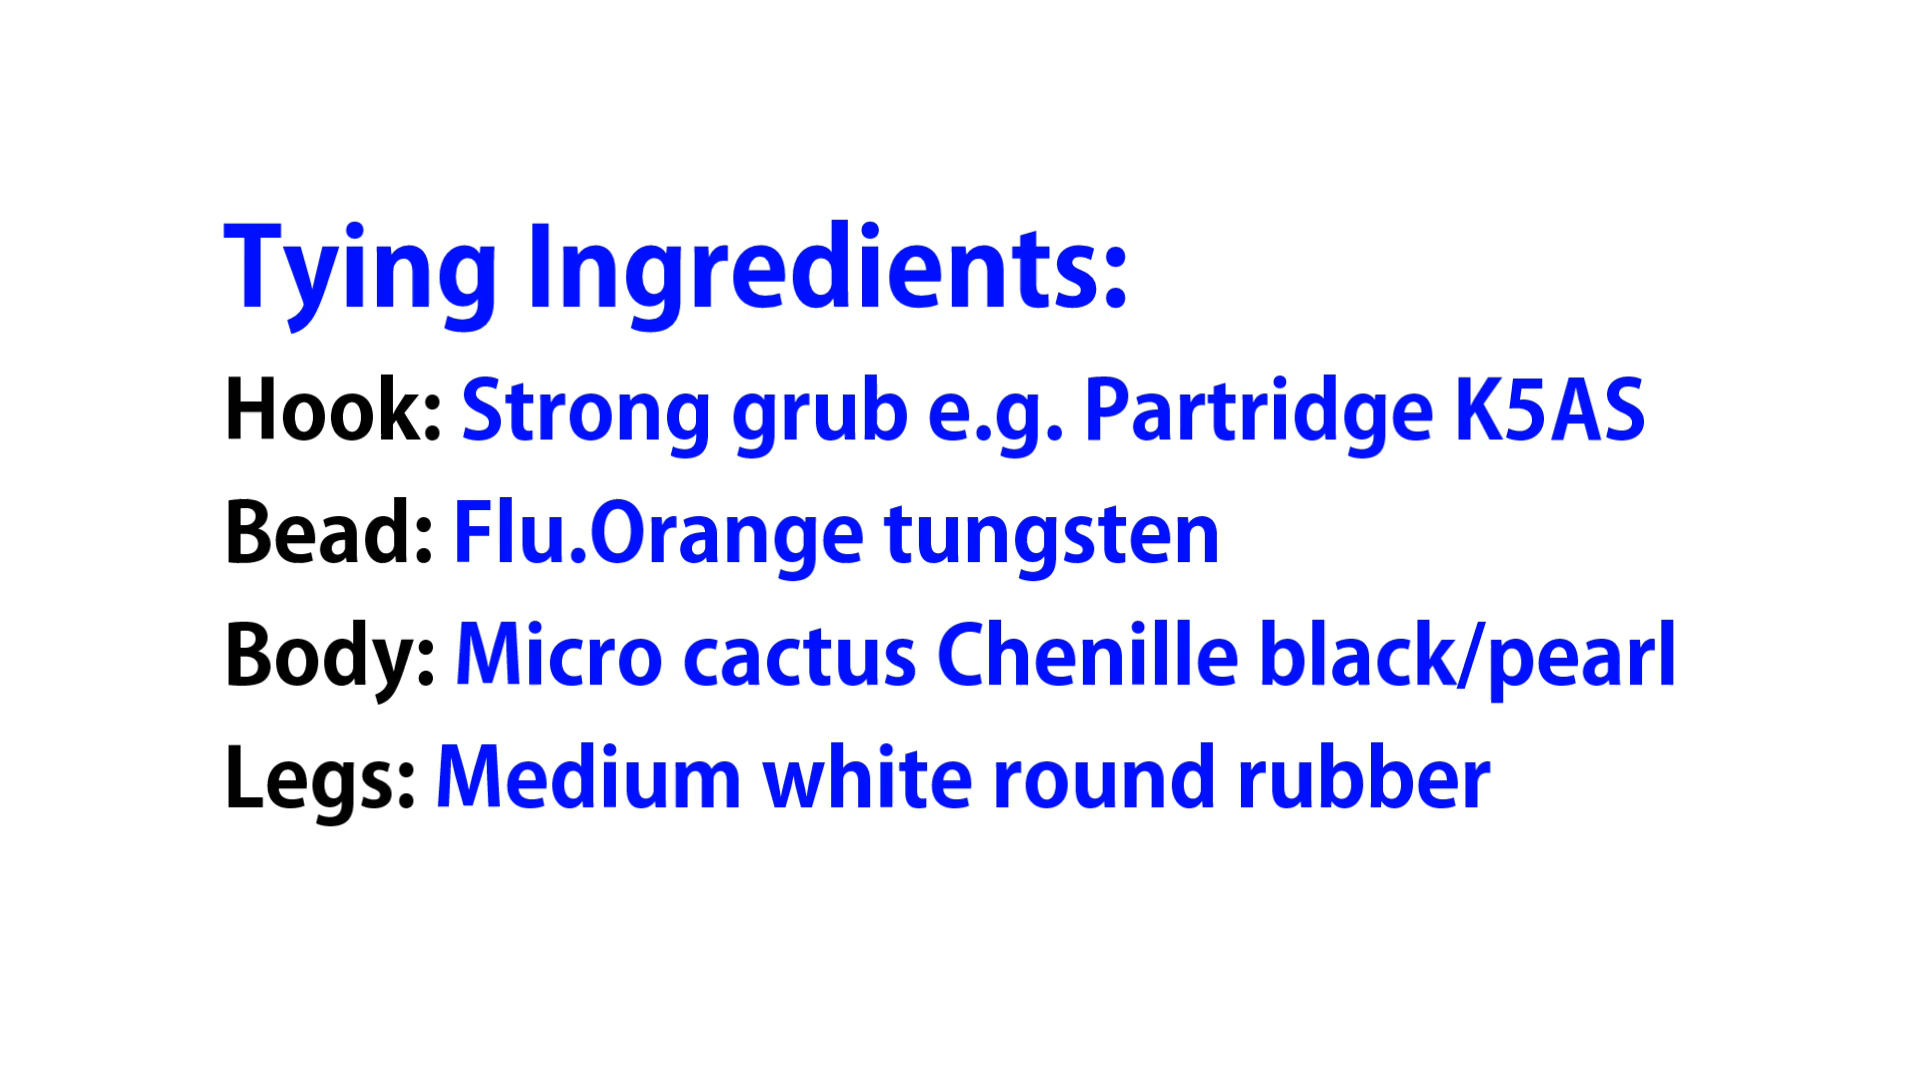 Tying Ingredients:
Hook: Strong grub e.g. Partridge K5AS
Bead: Flu.Orange tungsten
Body: Micro cactus Chenille black/pearl
Legs: Medium white round rubber